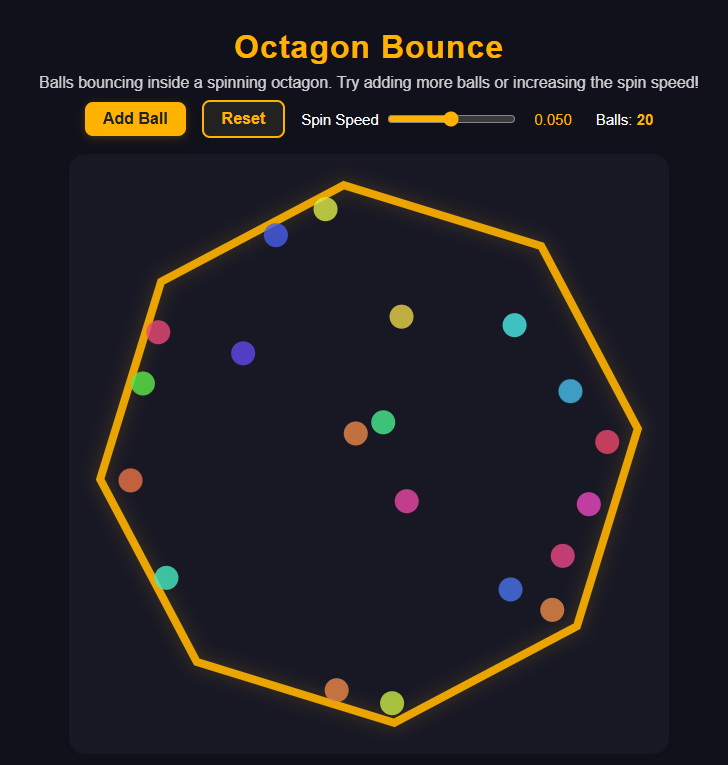 Octagon Bounce
Balls bouncing inside a spinning octagon. Try adding more balls or increasing the spin speed!
Add Ball Reset Spin Speed 0.050 Balls: 20